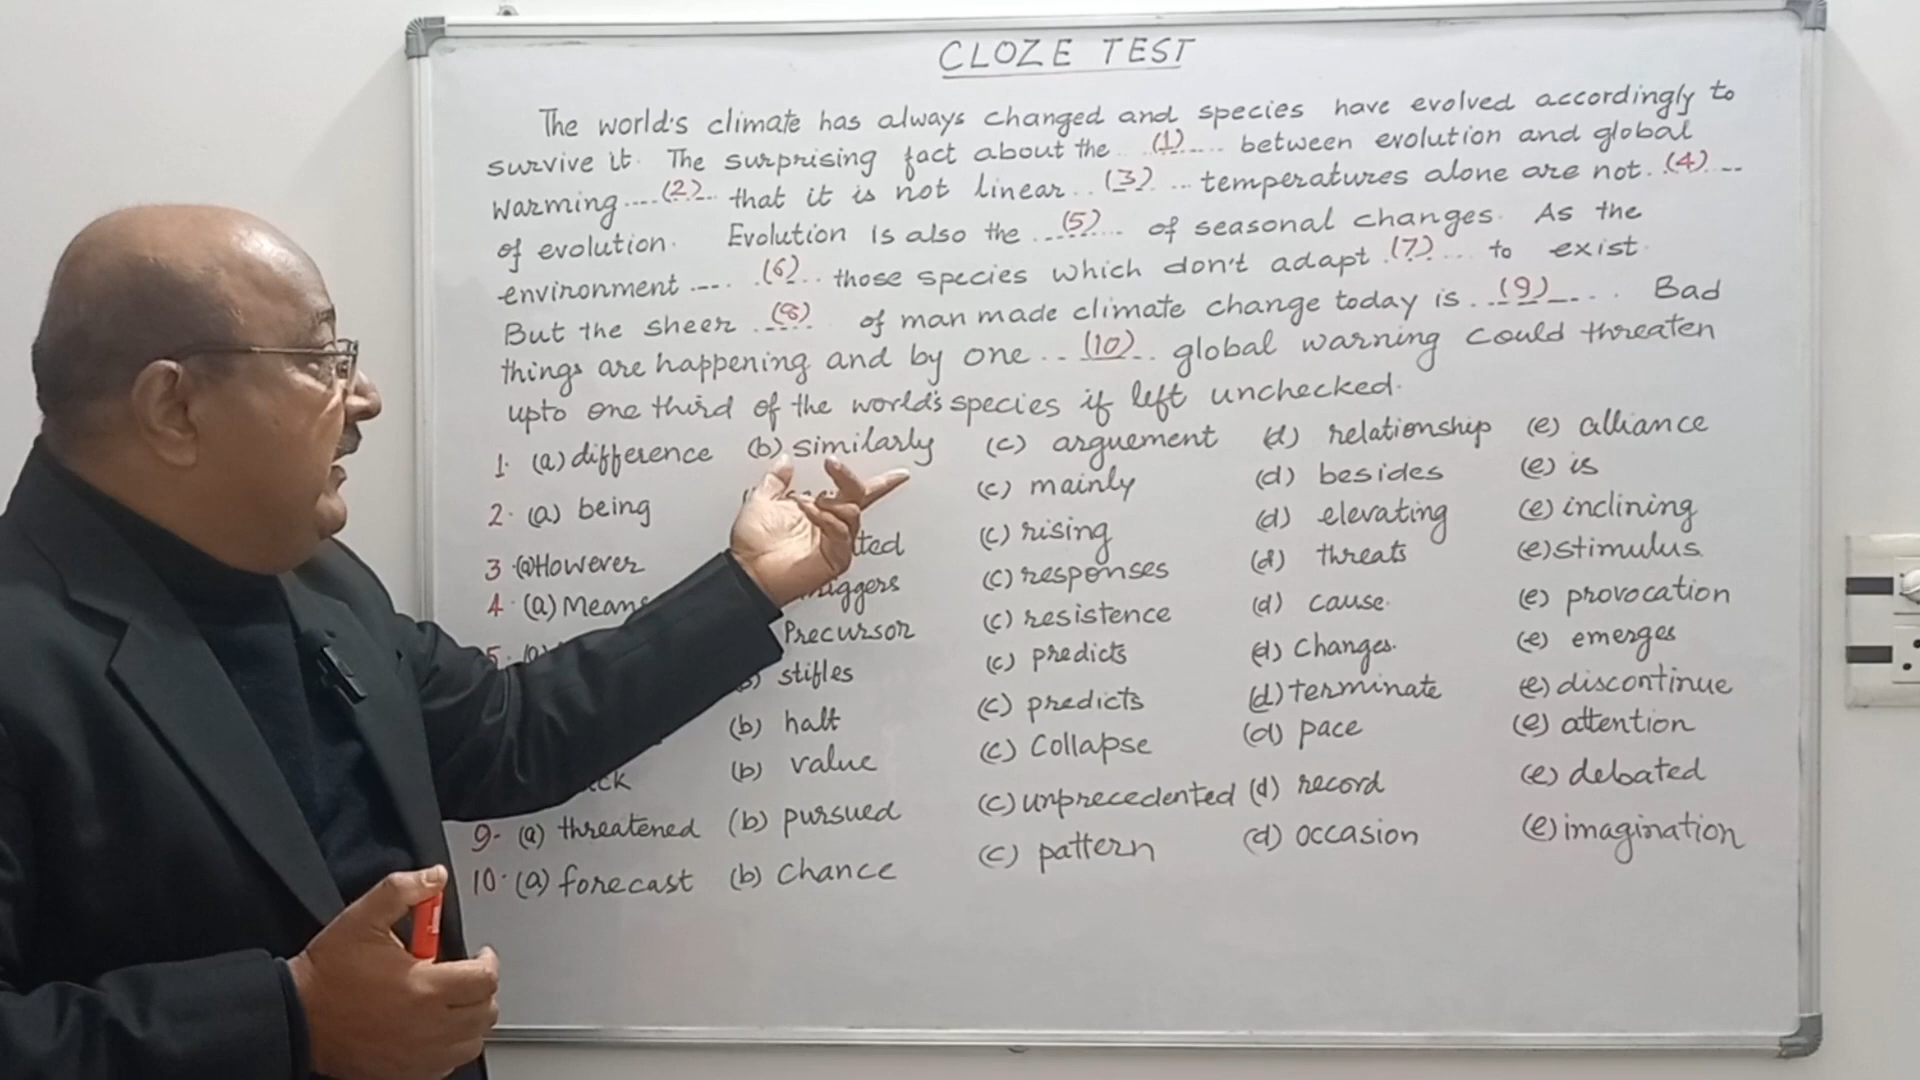 CLOZE TEST
The world's climate has always changed and species have evolved accordingly to
survive it. The surprising fact about the (1) between evolution and global
warming (2) that it is not linear (3) temperatures alone are not (4)
of evolution. Evolution is also the (5) of seasonal changes. As the
environment (6) those species which don't adapt (7) to exist.
But the sheer (8) of man made climate change today is (9). Bad
things are happening and by one (10) global warning could threaten
upto one third of the world's species if left unchecked.
1. (a) difference (b) similarly (c) arguement (d) relationship (e) alliance
2. (a) being (c) mainly (d) besides (e) is
3. (a) However (c) rising (d) elevating (e) inclining
4. (a) Means (c) responses (d) threats (e) stimulus
5. (a) Precursor (c) resistence (d) cause. (e) provocation
stifles (c) predicts (d) Changes. (e) emerges
(b) halt (c) predicts (d) terminate (e) discontinue
(b) value (c) Collapse (d) pace (e) attention
9. (a) threatened (b) pursued (c) unprecedented (d) record (e) debated
10. (a) forecast (b) Chance (c) pattern (d) occasion (e) imagination